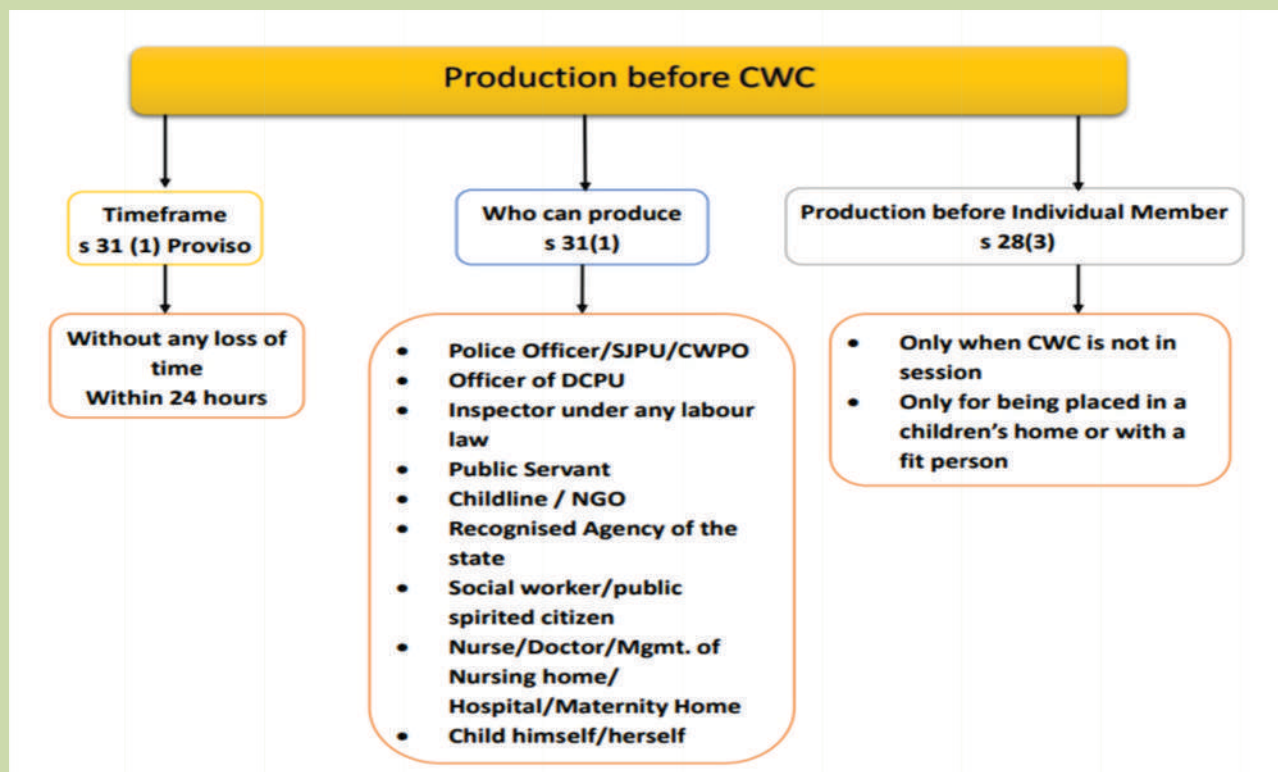 Production before CWC
Timeframe
s 31 (1) Proviso
Without any loss of
time
Within 24 hours
Who can produce
s 31(1)
• Police Officer/SJPU/CWPO
• Officer of DCPU
• Inspector under any labour
law
• Public Servant
• Childline / NGO
• Recognised Agency of the
state
• Social worker/public
spirited citizen
• Nurse/Doctor/Mgmt. of
Nursing home/
Hospital/Maternity Home
• Child himself/herself
Production before Individual Member
s 28(3)
• Only when CWC is not in
session
• Only for being placed in a
children’s home or with a
fit person